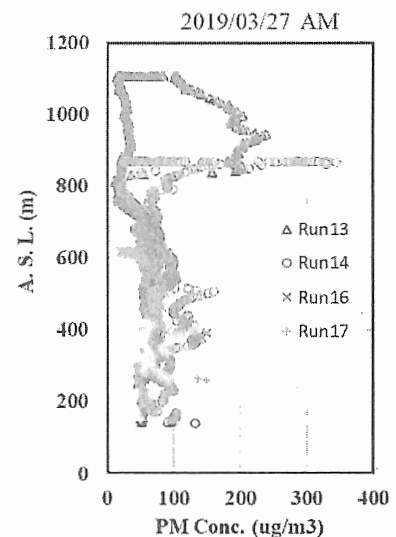 2019/03/27 AM
1200
1000
800
600
400
200
0
A. S. L. (m)
Run13
Run14
Run16
Run17
0 100 200 300 400
PM Conc. (ug/m3)